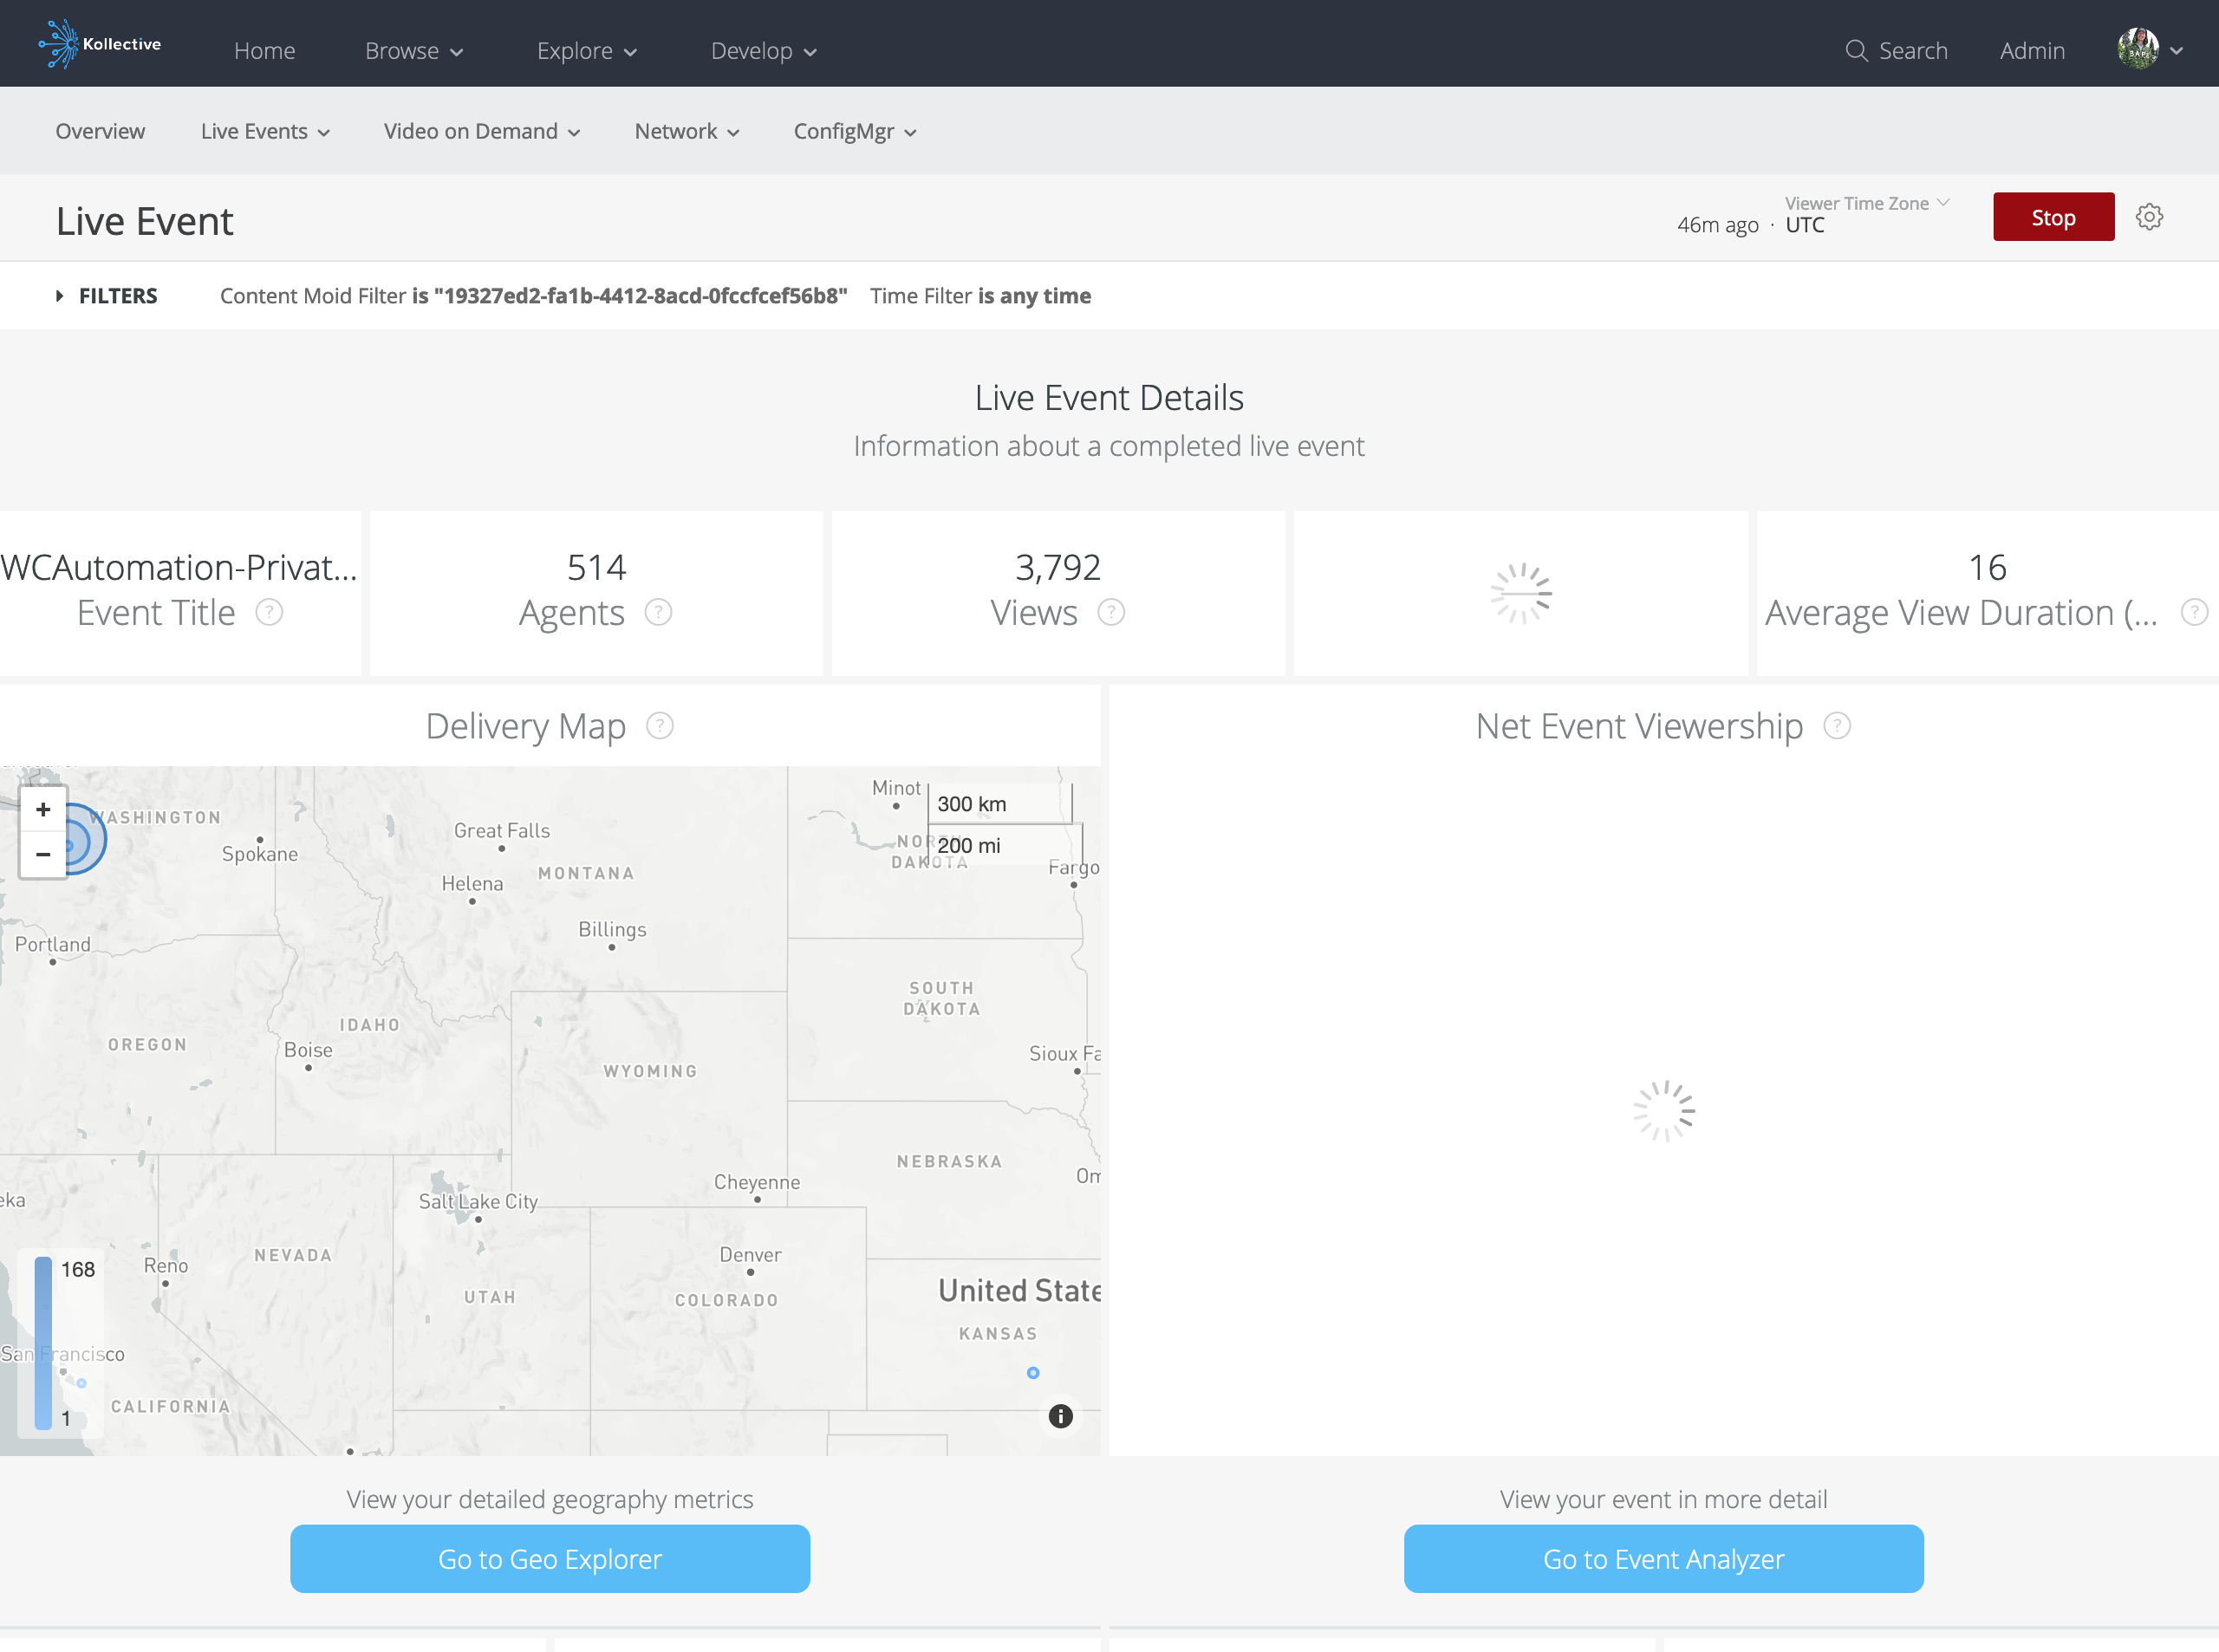 Kollective
Home
Browse
Explore
Develop
Search
Admin
Overview
Live Events
Video on Demand
Network
ConfigMgr
Live Event
46m ago ·
Viewer Time Zone
UTC
Stop
FILTERS
Content Moid Filter is "19327ed2-fa1b-4412-8acd-0fccfcef56b8" Time Filter is any time
Live Event Details
Information about a completed live event
WCAutomation-Privat...
Event Title ?
514
Agents ?
3,792
Views ?
16
Average View Duration (... ?
Delivery Map ?
Net Event Viewership ?
+
−
WASHINGTON
Spokane
Great Falls
Minot
300 km
200 mi
NORTH
DAKOTA
Fargo
Helena
MONTANA
Billings
Portland
SOUTH
DAKOTA
IDAHO
OREGON
Boise
Sioux Fa
WYOMING
NEBRASKA
Om
Cheyenne
eka
Salt Lake City
NEVADA
Reno
Denver
168
UTAH
COLORADO
United State
KANSAS
San Francisco
CALIFORNIA
1
i
View your detailed geography metrics
Go to Geo Explorer
View your event in more detail
Go to Event Analyzer